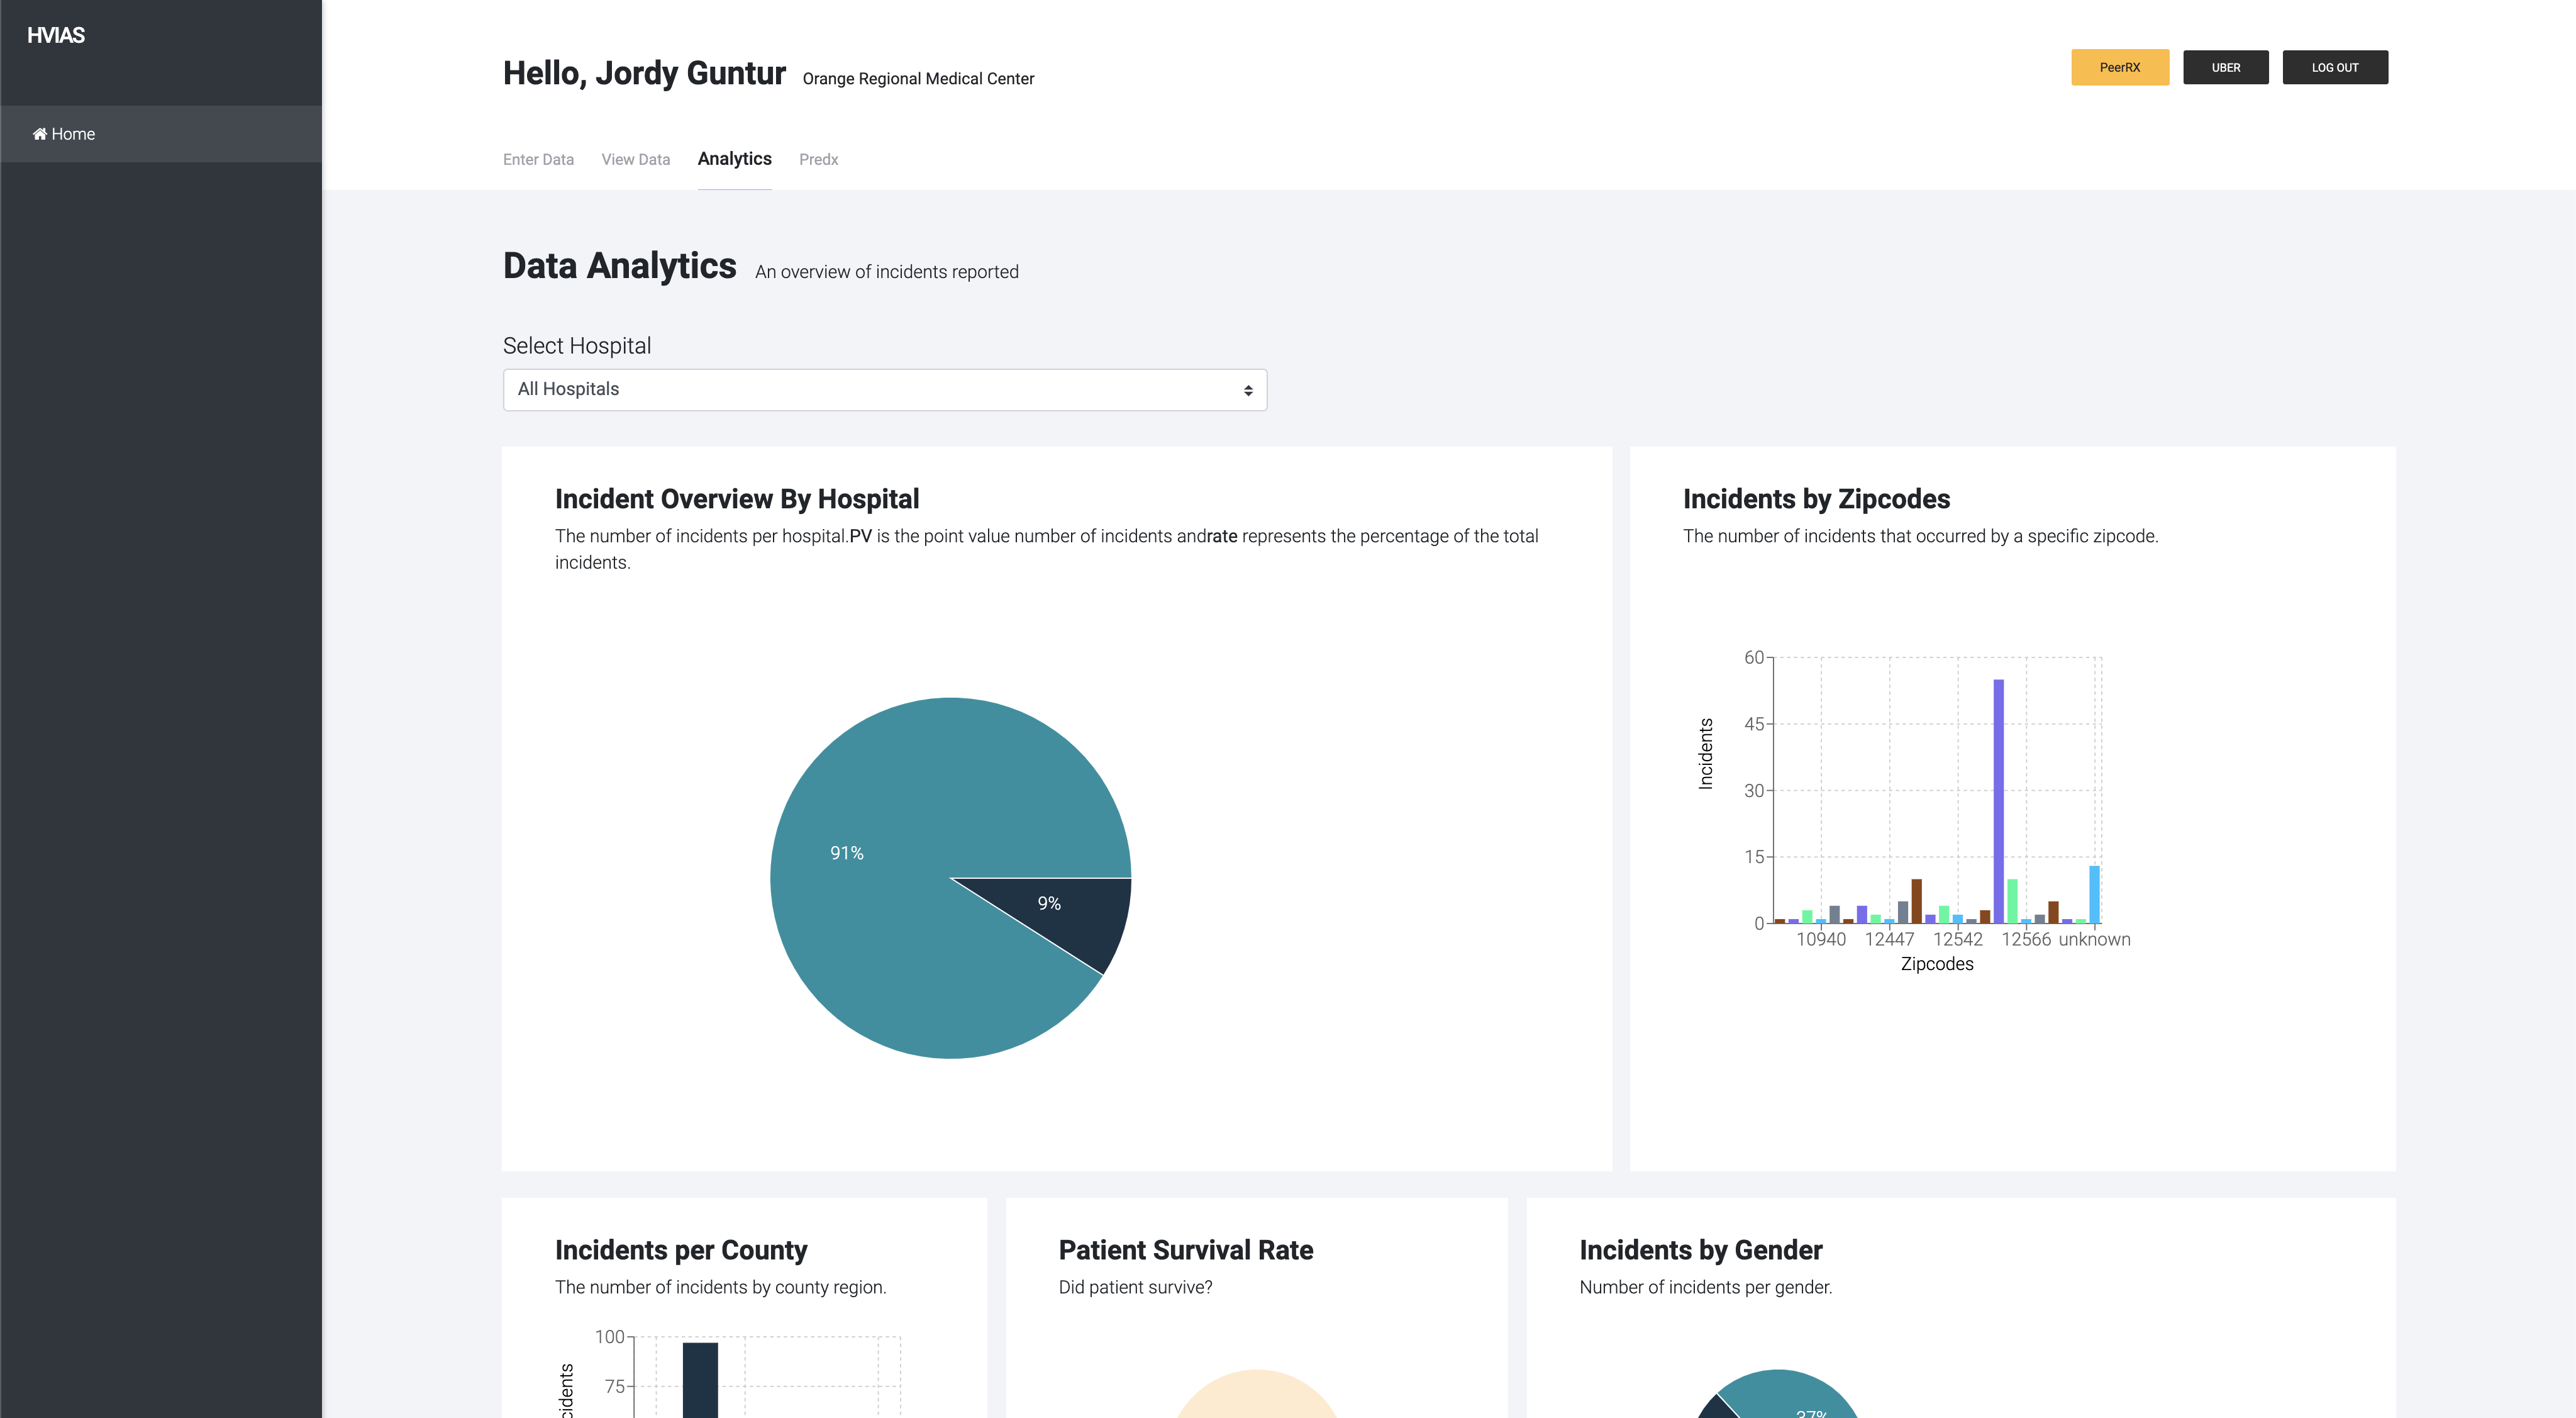 HVIAS
Home
Hello, Jordy Guntur Orange Regional Medical Center
PeerRX UBER LOG OUT
Enter Data View Data Analytics Predx
Data Analytics An overview of incidents reported
Select Hospital
All Hospitals
Incident Overview By Hospital
The number of incidents per hospital.PV is the point value number of incidents andrate represents the percentage of the total
incidents.
91%
9%
Incidents by Zipcodes
The number of incidents that occurred by a specific zipcode.
60
45
30
15
0
Incidents
10940 12447 12542 12566 unknown
Zipcodes
Incidents per County
The number of incidents by county region.
100
75
Patient Survival Rate
Did patient survive?
Incidents by Gender
Number of incidents per gender.
37%